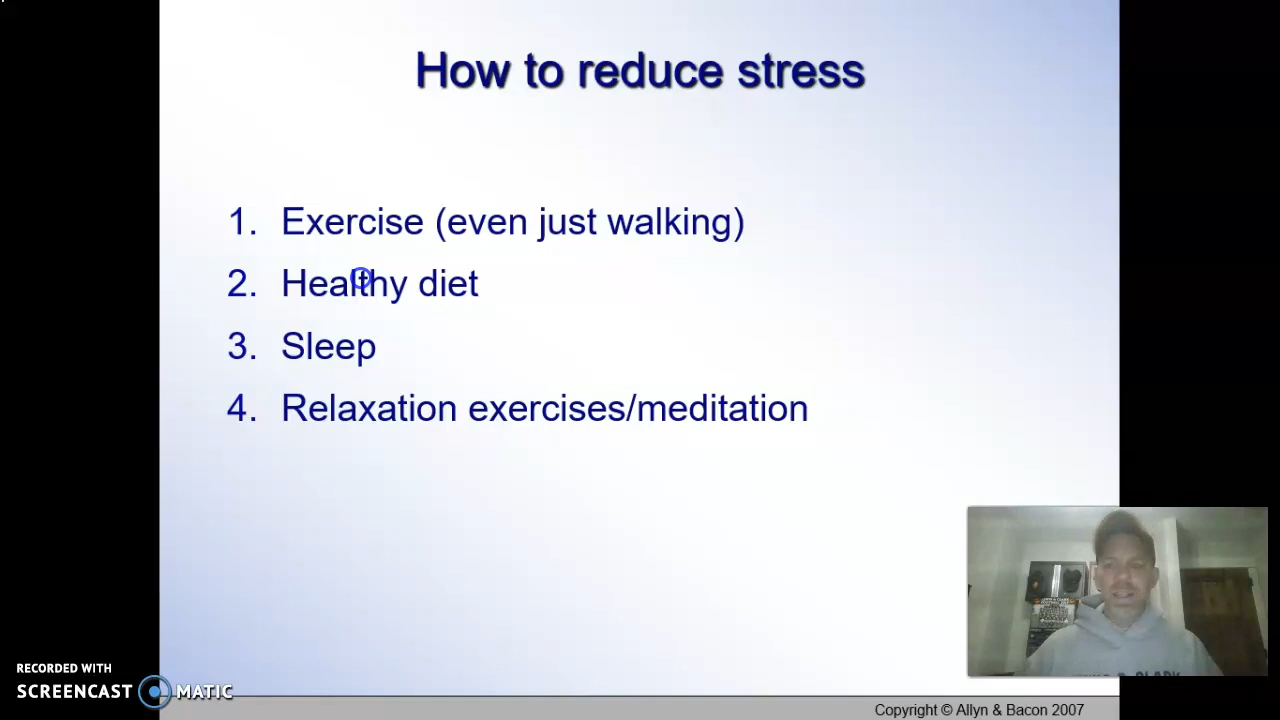 How to reduce stress
1. Exercise (even just walking)
2. Healthy diet
3. Sleep
4. Relaxation exercises/meditation
RECORDED WITH
SCREENCAST MATIC
Copyright © Allyn & Bacon 2007